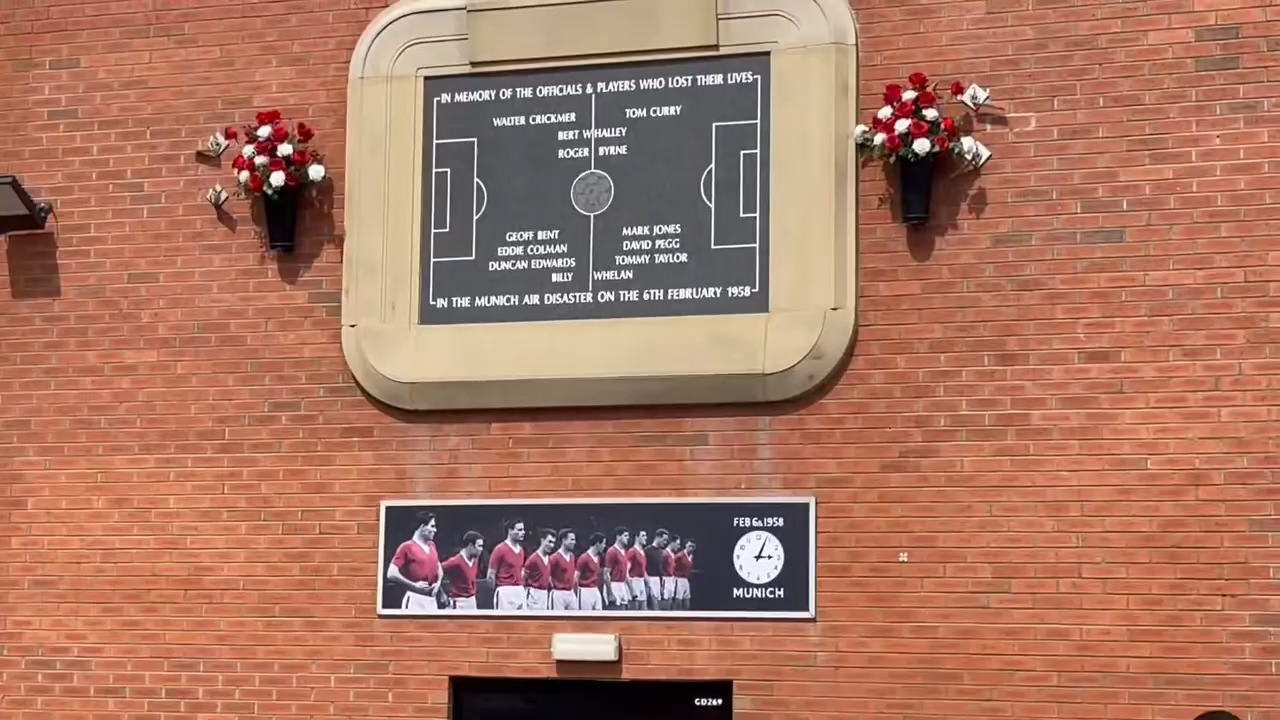 IN MEMORY OF THE OFFICIALS & PLAYERS WHO LOST THEIR LIVES
WALTER CRICKMER TOM CURRY
BERT WHALLEY
ROGER BYRNE
GEOFF BENT MARK JONES
EDDIE COLMAN DAVID PEGG
DUNCAN EDWARDS TOMMY TAYLOR
BILLY WHELAN
IN THE MUNICH AIR DISASTER ON THE 6TH FEBRUARY 1958
FEB 6th 1958
MUNICH
GD269